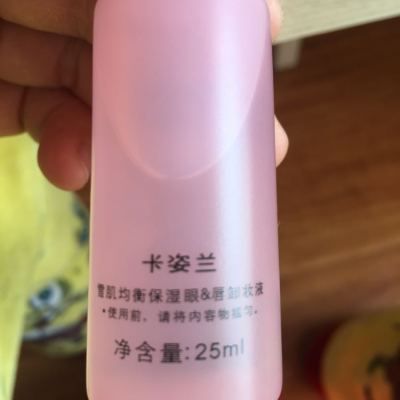 卡姿兰
雪肌均衡保湿眼&唇卸妆液
•使用前，请将内容物摇匀。
净含量:25ml